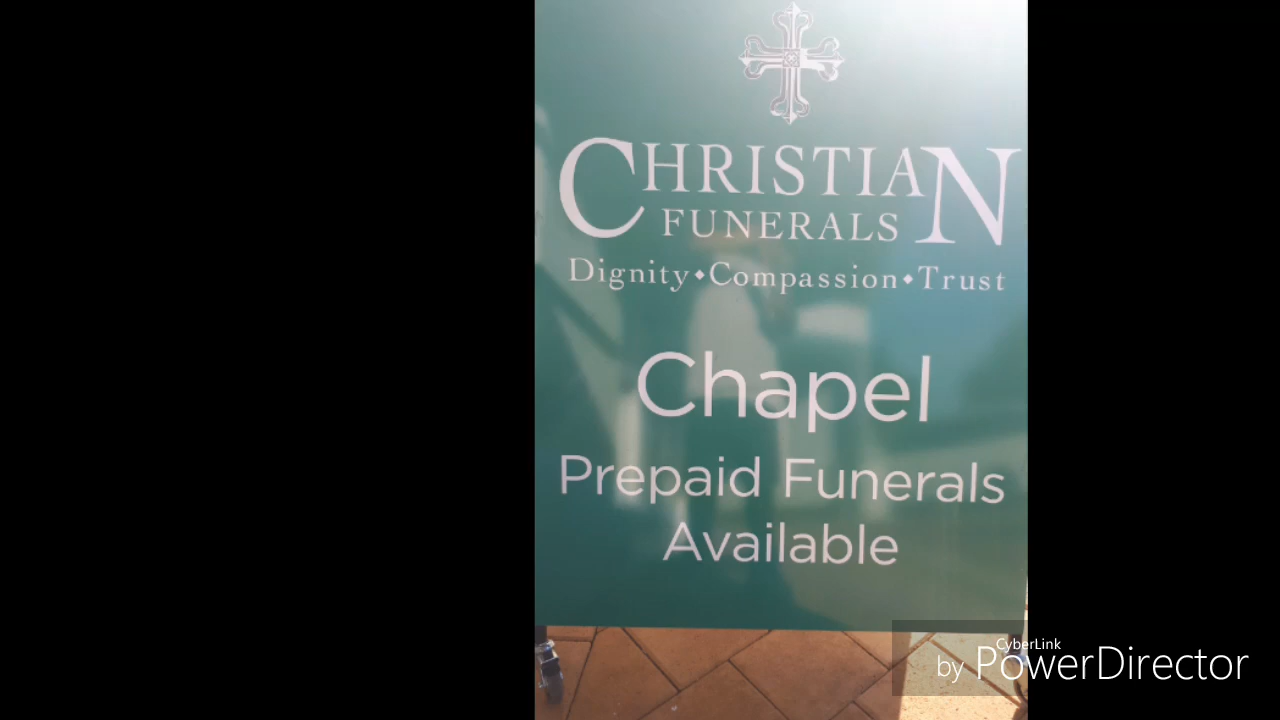 CHRISTIAN
FUNERALS
Dignity◆Compassion◆Trust
Chapel
Prepaid Funerals
Available
CyberLink
by PowerDirector